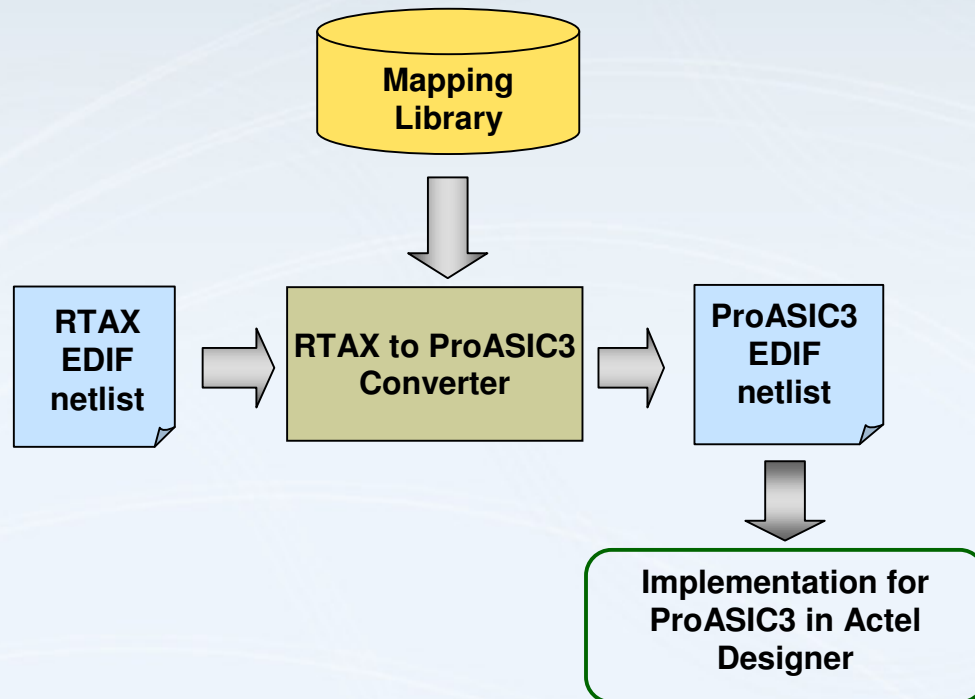 Mapping
Library
RTAX
EDIF
netlist
RTAX to ProASIC3
Converter
ProASIC3
EDIF
netlist
Implementation for
ProASIC3 in Actel
Designer